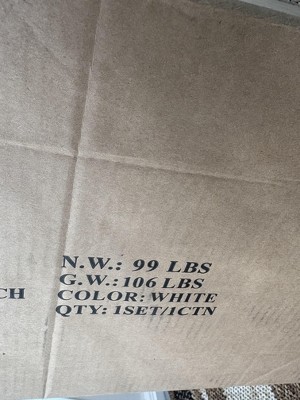 N.W.: 99 LBS
G.W.: 106 LBS
CH COLOR: WHITE
QTY: 1SET/1CTN